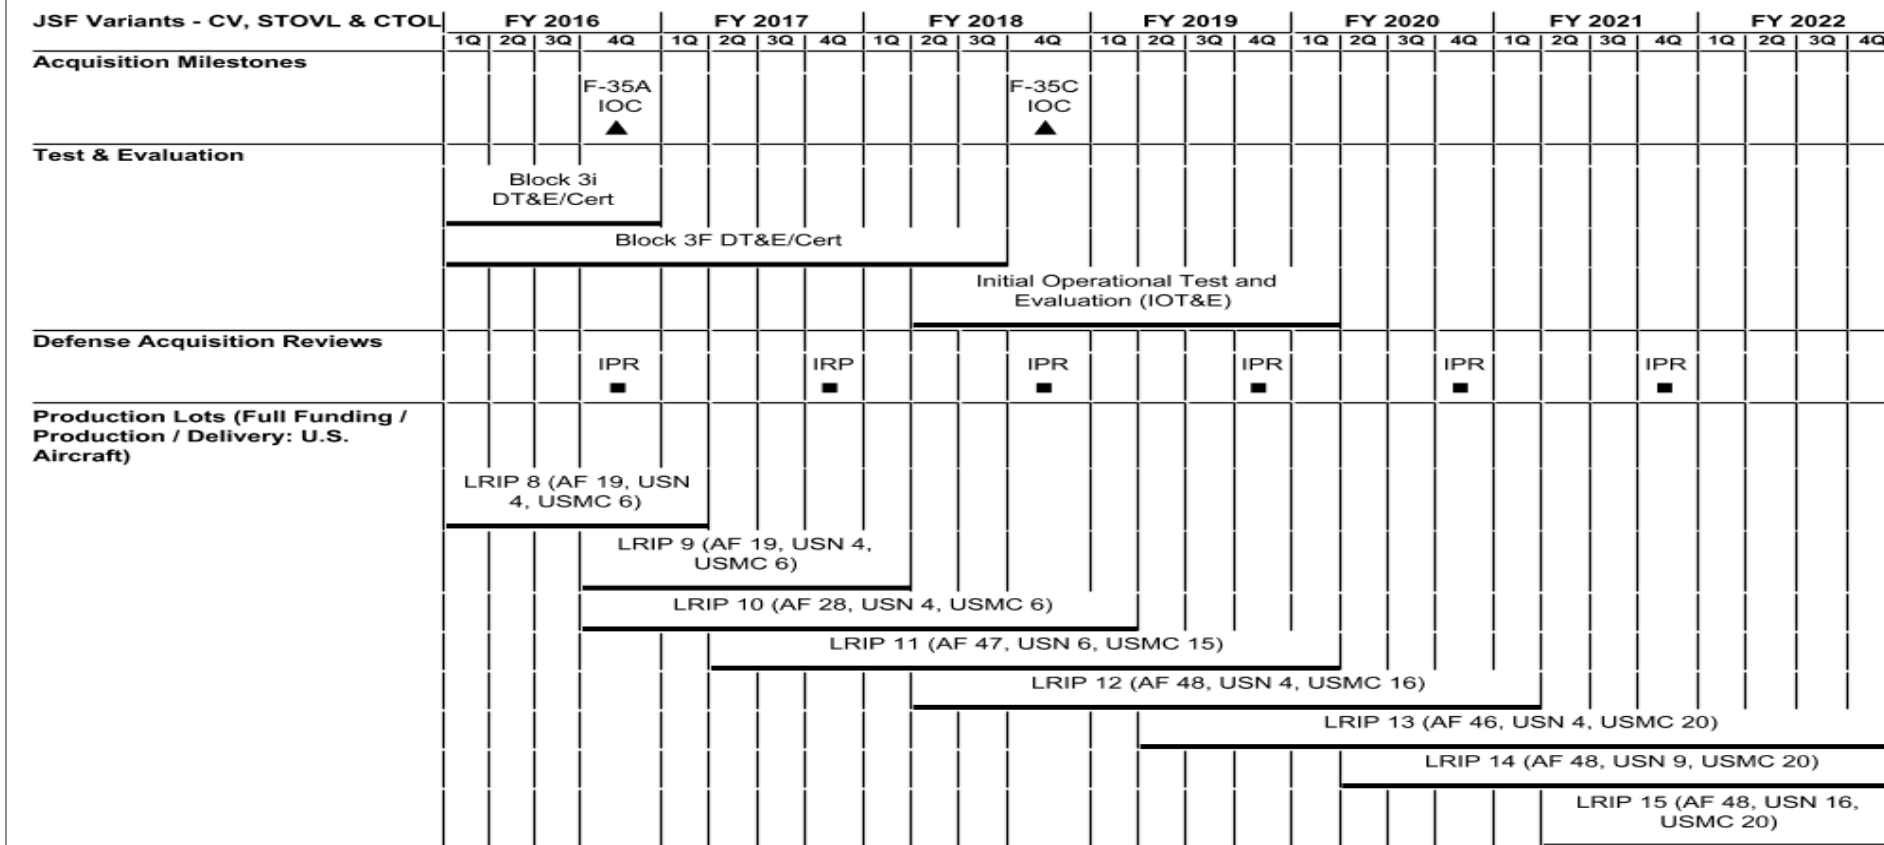 JSF Variants - CV, STOVL & CTOL FY 2016 FY 2017 FY 2018 FY 2019 FY 2020 FY 2021 FY 2022
1Q 2Q 3Q 4Q 1Q 2Q 3Q 4Q 1Q 2Q 3Q 4Q 1Q 2Q 3Q 4Q 1Q 2Q 3Q 4Q 1Q 2Q 3Q 4Q 1Q 2Q 3Q 4Q
Acquisition Milestones
F-35A F-35C
IOC IOC
Test & Evaluation
Block 3i
DT&E/Cert
Block 3F DT&E/Cert
Initial Operational Test and
Evaluation (IOT&E)
Defense Acquisition Reviews
IPR IRP IPR IPR IPR IPR
Production Lots (Full Funding /
Production / Delivery: U.S.
Aircraft)
LRIP 8 (AF 19, USN
4, USMC 6)
LRIP 9 (AF 19, USN 4,
USMC 6)
LRIP 10 (AF 28, USN 4, USMC 6)
LRIP 11 (AF 47, USN 6, USMC 15)
LRIP 12 (AF 48, USN 4, USMC 16)
LRIP 13 (AF 46, USN 4, USMC 20)
LRIP 14 (AF 48, USN 9, USMC 20)
LRIP 15 (AF 48, USN 16,
USMC 20)